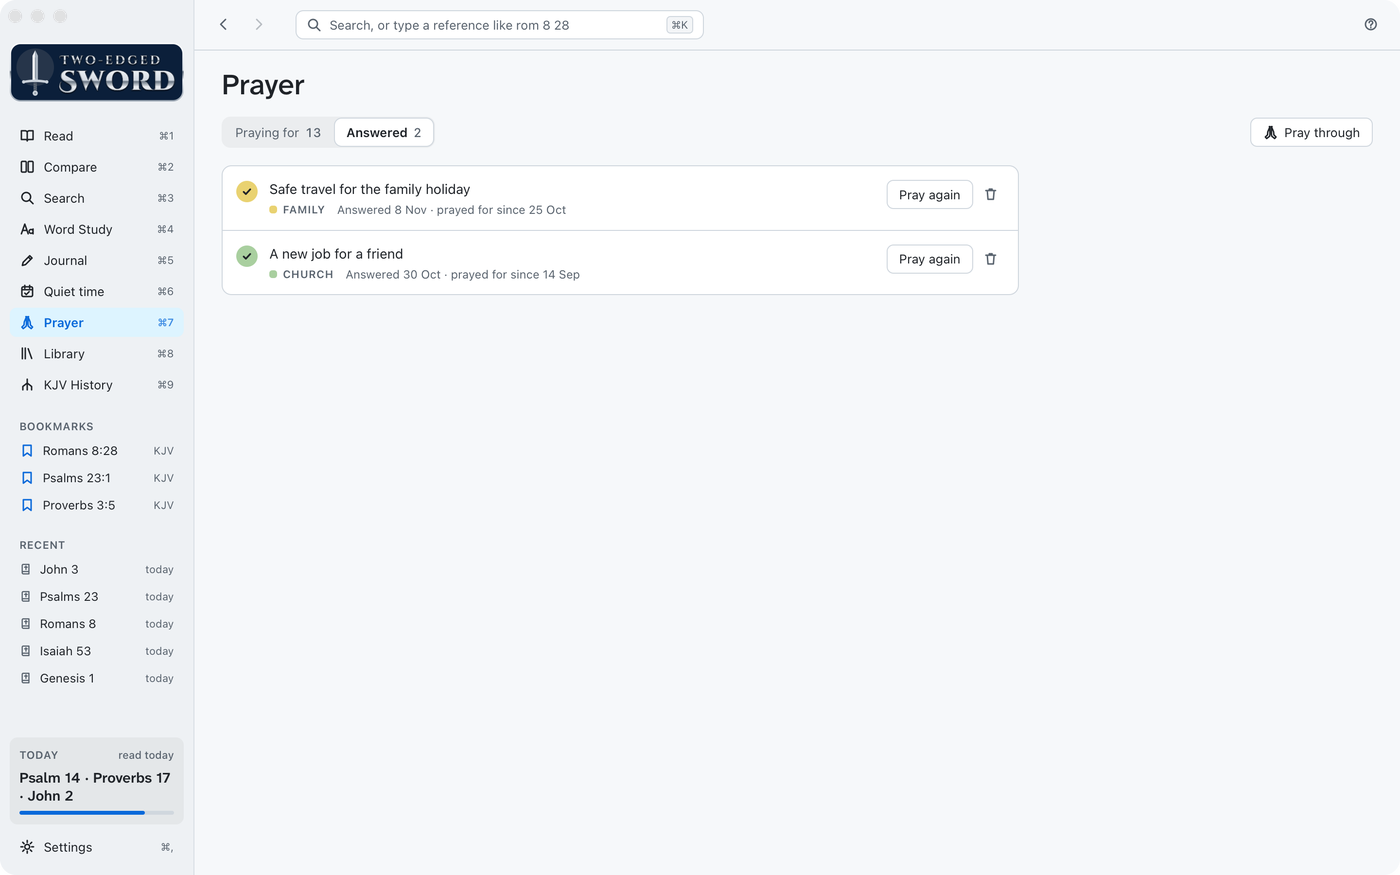 TWO-EDGED
SWORD
Read ⌘1
Compare ⌘2
Search ⌘3
Word Study ⌘4
Journal ⌘5
Quiet time ⌘6
Prayer ⌘7
Library ⌘8
KJV History ⌘9
BOOKMARKS
Romans 8:28 KJV
Psalms 23:1 KJV
Proverbs 3:5 KJV
RECENT
John 3 today
Psalms 23 today
Romans 8 today
Isaiah 53 today
Genesis 1 today
TODAY read today
Psalm 14 · Proverbs 17
· John 2
Settings ⌘,
Search, or type a reference like rom 8 28 ⌘K
Prayer
Praying for 13 Answered 2
Pray through
Safe travel for the family holiday
FAMILY Answered 8 Nov · prayed for since 25 Oct
Pray again
A new job for a friend
CHURCH Answered 30 Oct · prayed for since 14 Sep
Pray again